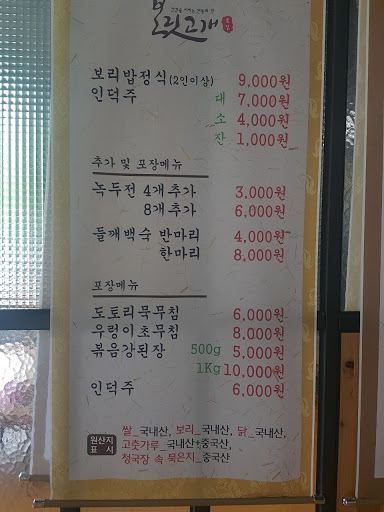 보릿고개
보리밥정식(2인이상) 9,000원
인덕주 대 7,000원
소 4,000원
잔 1,000원
추가 및 포장메뉴
녹두전 4개추가 3,000원
8개추가 6,000원
들깨백숙 반마리 4,000원
한마리 8,000원
포장메뉴
도토리묵무침 6,000원
우렁이초무침 8,000원
볶음강된장 500g 5,000원
1Kg 10,000원
인덕주 6,000원
원산지
표 시
쌀_국내산, 보리_국내산, 닭_국내산,
고춧가루_국내산+중국산,
청국장 속 묵은지_중국산